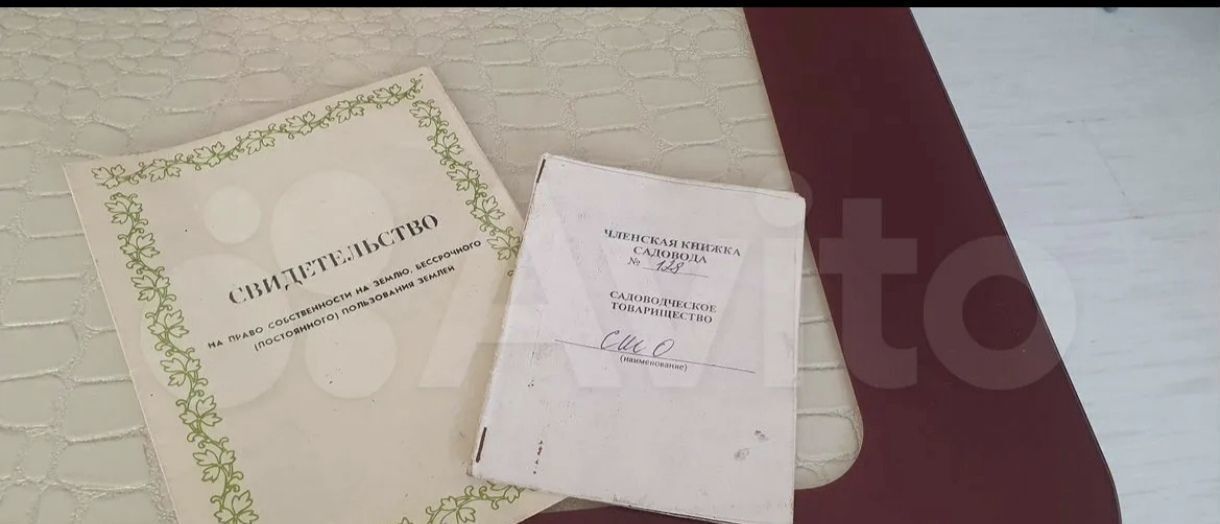 СВИДЕТЕЛЬСТВО
НА ПРАВО СОБСТВЕННОСТИ НА ЗЕМЛЮ, БЕССРОЧНОГО
(ПОСТОЯННОГО) ПОЛЬЗОВАНИЯ ЗЕМЛЕЙ
ЧЛЕНСКАЯ КНИЖКА
САДОВОДА
№ 128
САДОВОДЧЕСКОЕ
ТОВАРИЩЕСТВО
(наименование)
Avito